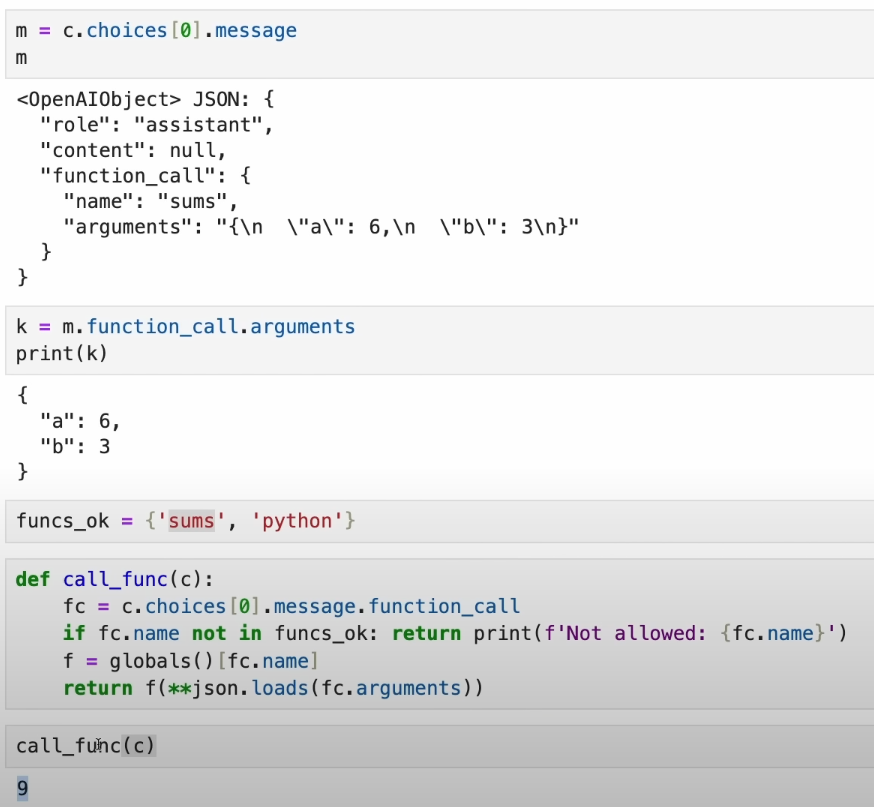 m = c.choices[0].message
m
<OpenAIObject> JSON: {
  "role": "assistant",
  "content": null,
  "function_call": {
    "name": "sums",
    "arguments": "{\n  \"a\": 6,\n  \"b\": 3\n}"
  }
}
k = m.function_call.arguments
print(k)
{
  "a": 6,
  "b": 3
}
funcs_ok = {'sums', 'python'}
def call_func(c):
    fc = c.choices[0].message.function_call
    if fc.name not in funcs_ok: return print(f'Not allowed: {fc.name}')
    f = globals()[fc.name]
    return f(**json.loads(fc.arguments))
call_func(c)
9